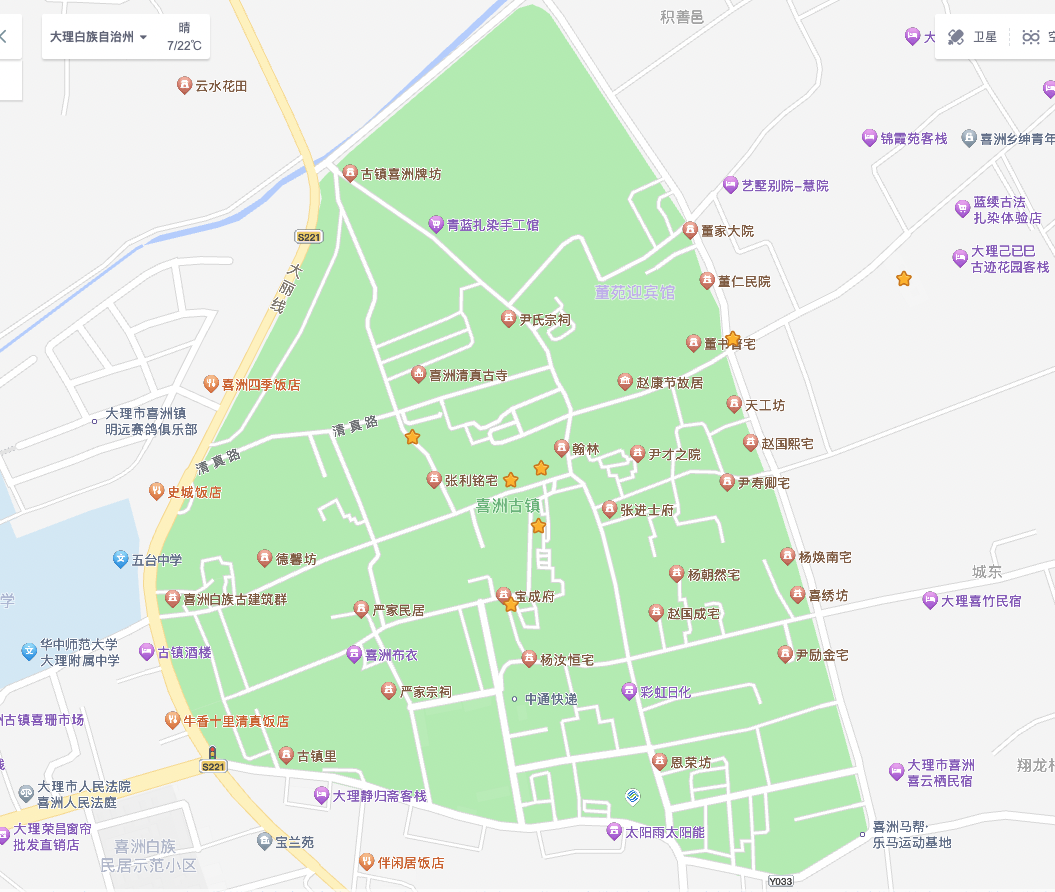 大理白族自治州
晴
7/22℃
积善邑
大
卫星
空
云水花田
锦霞苑客栈
喜洲乡绅青年
古镇喜洲牌坊
艺墅别院-慧院
蓝续古法
扎染体验店
青蓝扎染手工馆
董家大院
S221
大理己已巳
古迹花园客栈
大丽线
董仁民院
董苑迎宾馆
尹氏宗祠
喜洲清真古寺
赵康节故居
喜洲四季饭店
天工坊
大理市喜洲镇
明远赛鸽俱乐部
清真路
清真路
翰林
尹才之院
赵国熙宅
张利铭宅
尹寿卿宅
史城饭店
喜洲古镇
张进士府
五台中学
德馨坊
杨焕南宅
杨朝然宅
城东
学
喜洲白族古建筑群
严家民居
宝成府
赵国成宅
喜绣坊
大理喜竹民宿
华中师范大学
大理附属中学
古镇酒楼
喜洲布衣
杨汝恒宅
尹励金宅
严家宗祠
中通快递
彩虹日化
古镇喜珊市场
牛香十里清真饭店
古镇里
恩荣坊
S221
大理市喜洲
喜云栖民宿
翔龙村
大理市人民法院
喜洲人民法庭
大理静归斋客栈
大理荣昌窗帘
批发直销店
喜洲白族
民居示范小区
宝兰苑
太阳雨太阳能
喜洲马帮·
乐马运动基地
伴闲居饭店
Y033